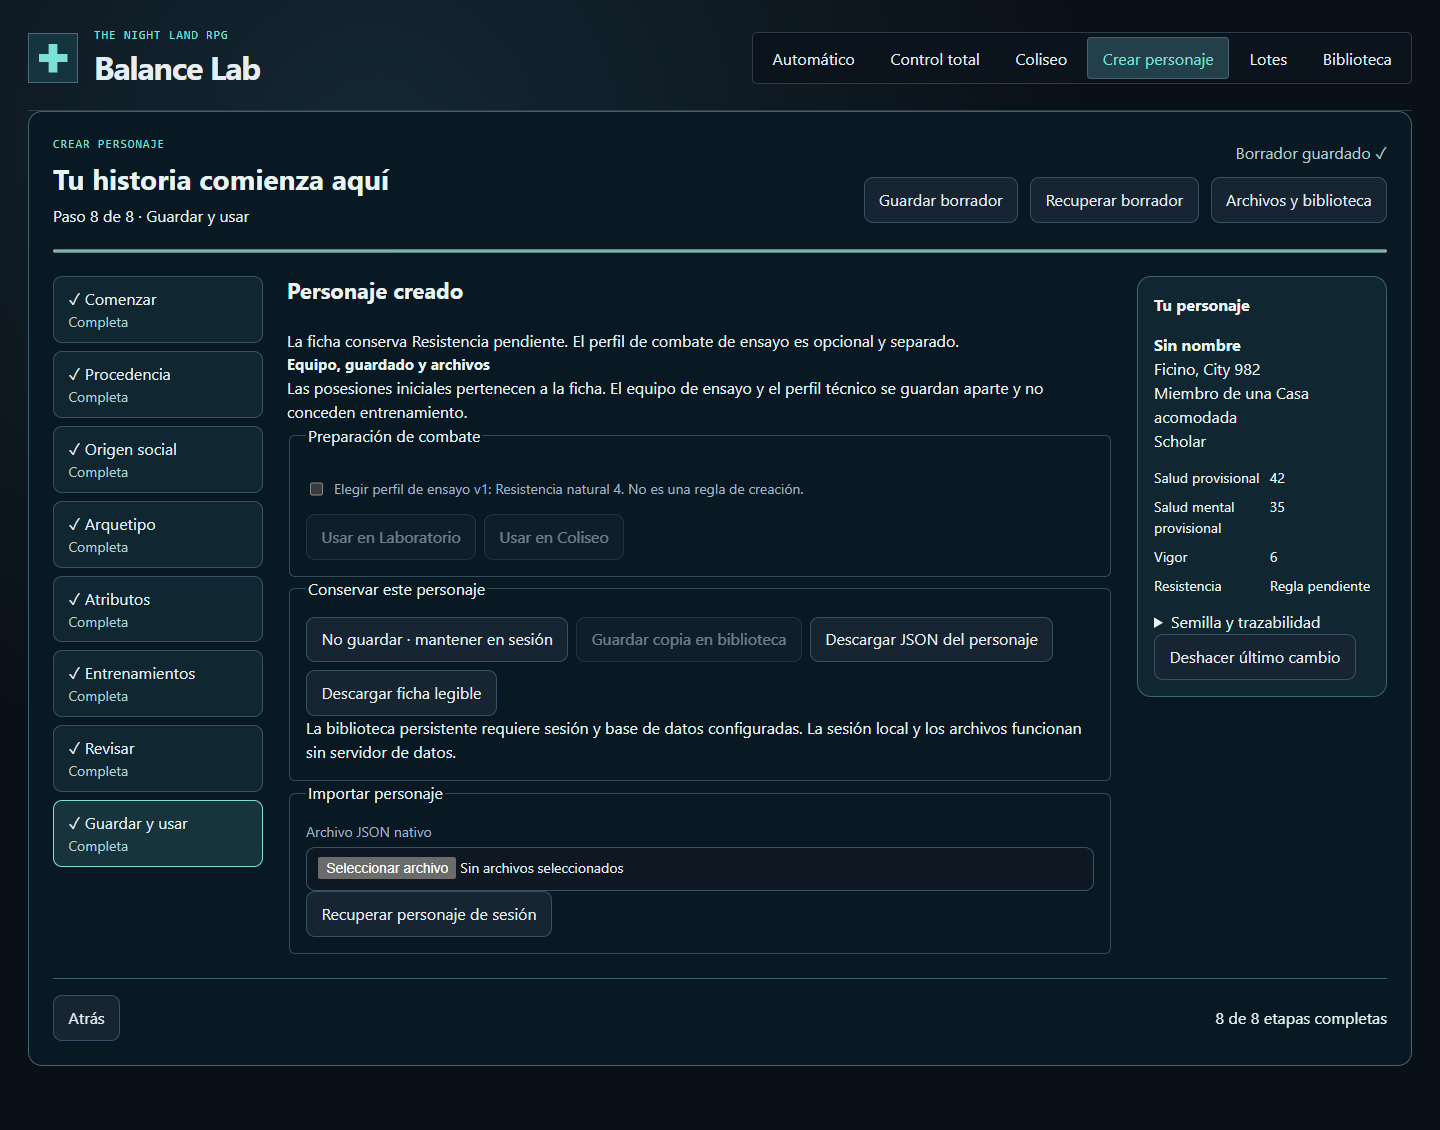 THE NIGHT LAND RPG
Balance Lab
Automático
Control total
Coliseo
Crear personaje
Lotes
Biblioteca
CREAR PERSONAJE
Tu historia comienza aquí
Paso 8 de 8 · Guardar y usar
Borrador guardado ✓
Guardar borrador
Recuperar borrador
Archivos y biblioteca
✓ Comenzar
Completa
✓ Procedencia
Completa
✓ Origen social
Completa
✓ Arquetipo
Completa
✓ Atributos
Completa
✓ Entrenamientos
Completa
✓ Revisar
Completa
✓ Guardar y usar
Completa
Personaje creado
La ficha conserva Resistencia pendiente. El perfil de combate de ensayo es opcional y separado.
Equipo, guardado y archivos
Las posesiones iniciales pertenecen a la ficha. El equipo de ensayo y el perfil técnico se guardan aparte y no
conceden entrenamiento.
Preparación de combate
Elegir perfil de ensayo v1: Resistencia natural 4. No es una regla de creación.
Usar en Laboratorio
Usar en Coliseo
Conservar este personaje
No guardar · mantener en sesión
Guardar copia en biblioteca
Descargar JSON del personaje
Descargar ficha legible
La biblioteca persistente requiere sesión y base de datos configuradas. La sesión local y los archivos funcionan
sin servidor de datos.
Importar personaje
Archivo JSON nativo
Seleccionar archivo Sin archivos seleccionados
Recuperar personaje de sesión
Tu personaje
Sin nombre
Ficino, City 982
Miembro de una Casa
acomodada
Scholar
Salud provisional 42
Salud mental 35
provisional
Vigor 6
Resistencia Regla pendiente
▶ Semilla y trazabilidad
Deshacer último cambio
Atrás
8 de 8 etapas completas